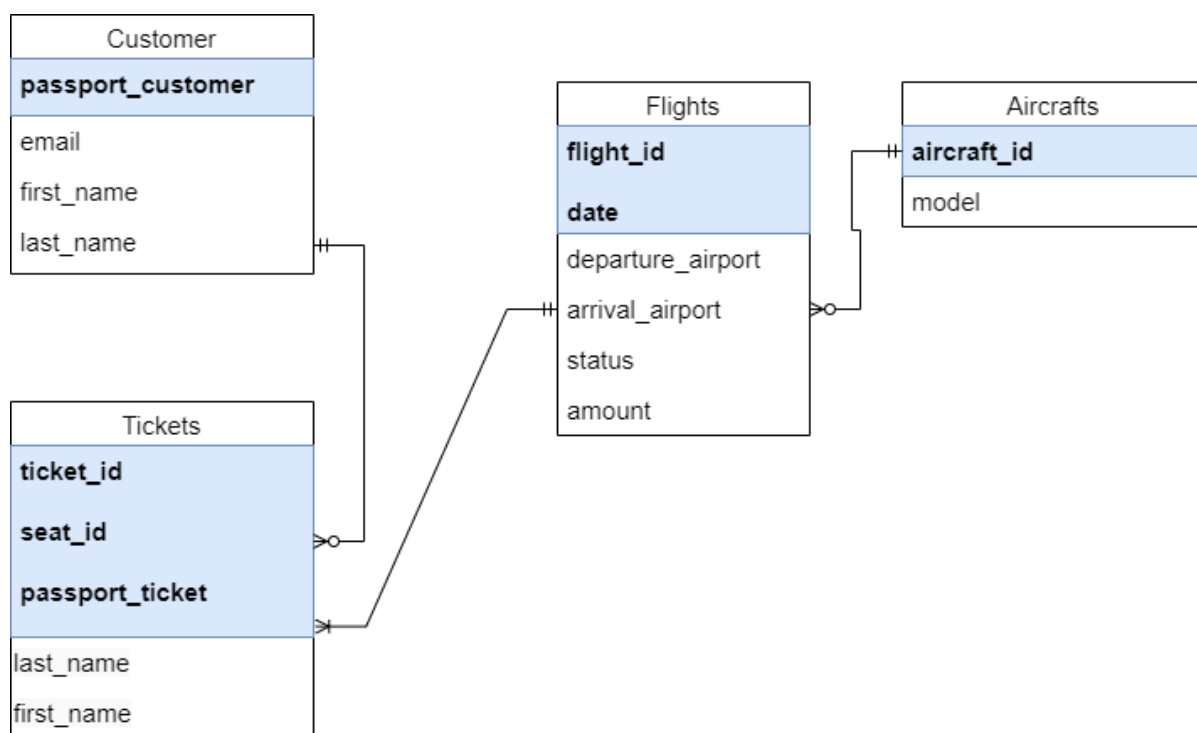 Customer
passport_customer
email
first_name
last_name
Flights
flight_id
date
departure_airport
arrival_airport
status
amount
Aircrafts
aircraft_id
model
Tickets
ticket_id
seat_id
passport_ticket
last_name
first_name